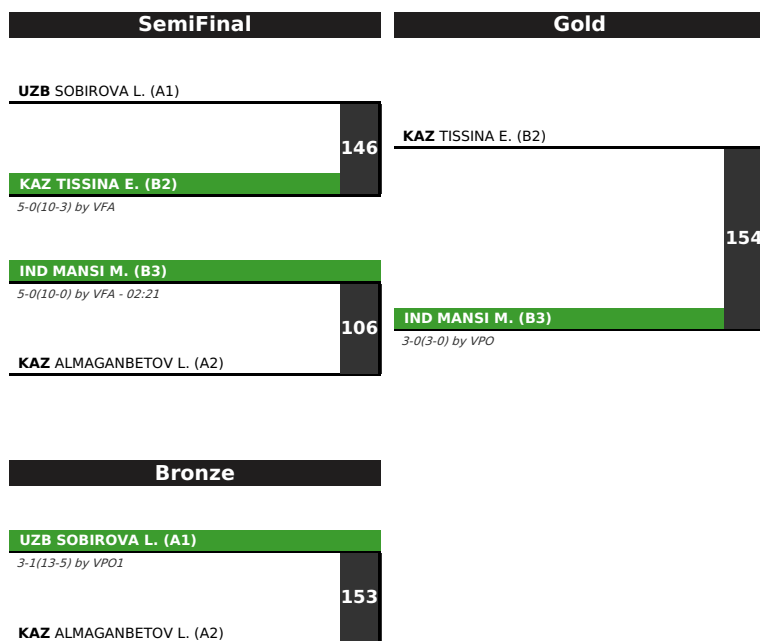 SemiFinal
UZB SOBIROVA L. (A1)
146
KAZ TISSINA E. (B2)
5-0(10-3) by VFA
IND MANSI M. (B3)
5-0(10-0) by VFA - 02:21
106
KAZ ALMAGANBETOV L. (A2)
Gold
KAZ TISSINA E. (B2)
154
IND MANSI M. (B3)
3-0(3-0) by VPO
Bronze
UZB SOBIROVA L. (A1)
3-1(13-5) by VPO1
153
KAZ ALMAGANBETOV L. (A2)